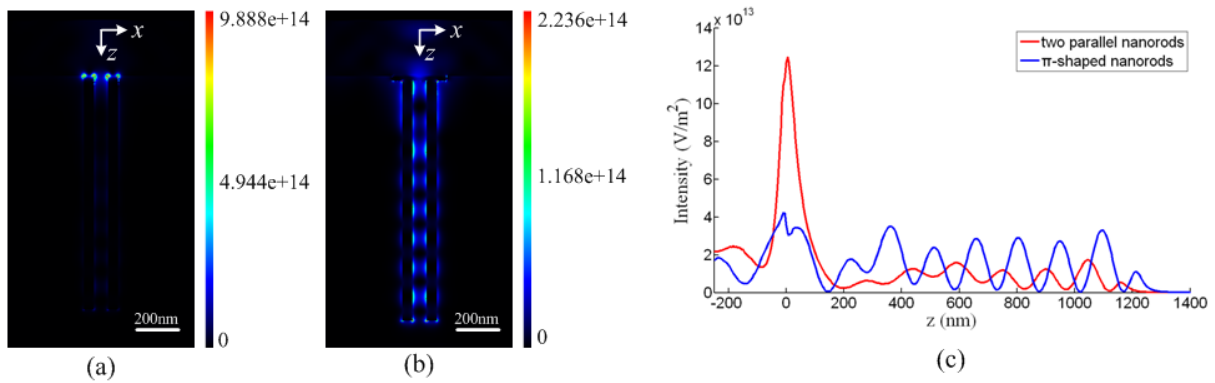 x
z
9.888e+14
4.944e+14
0
200nm
(a)
x
z
2.236e+14
1.168e+14
0
200nm
(b)
× 10¹³
14
12
10
8
6
4
2
0
Intensity (V/m²)
two parallel nanorods
π-shaped nanorods
-200 0 200 400 600 800 1000 1200 1400
z (nm)
(c)